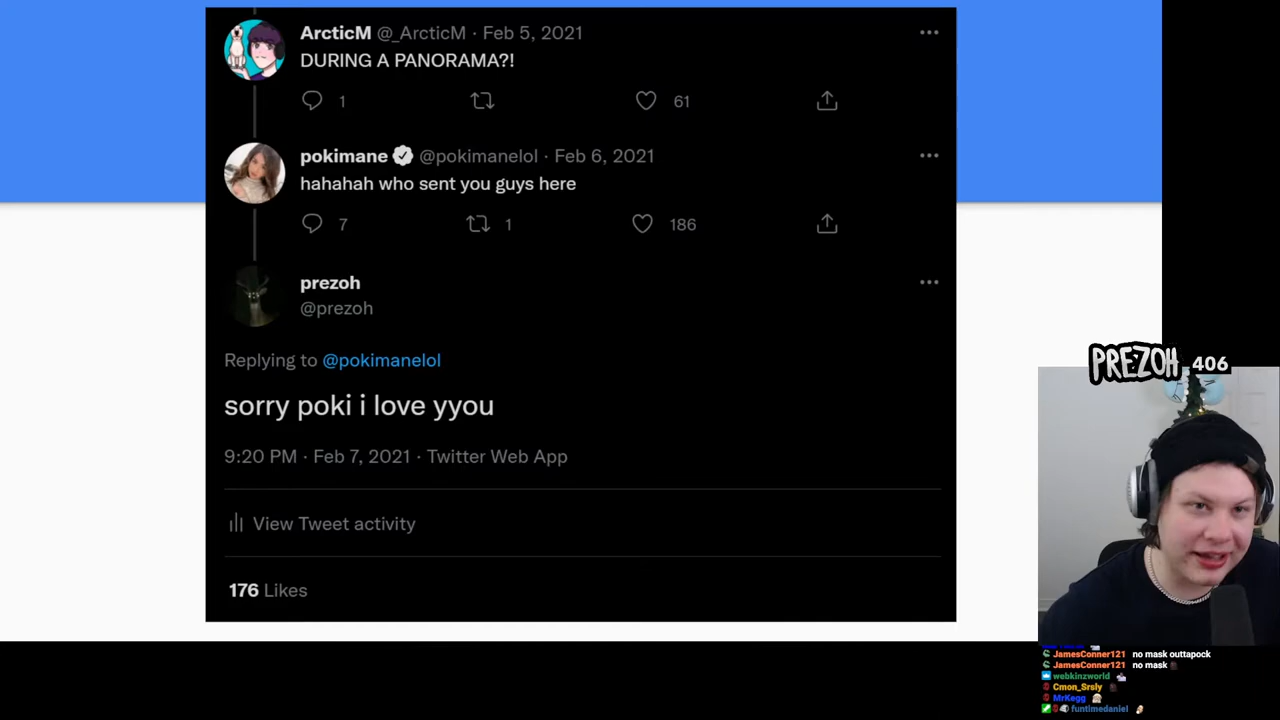 ArcticM @_ArcticM · Feb 5, 2021
DURING A PANORAMA?!
1 61
pokimane @pokimanelol · Feb 6, 2021
hahahah who sent you guys here
7 1 186
prezoh
@prezoh
Replying to @pokimanelol
sorry poki i love yyou
9:20 PM · Feb 7, 2021 · Twitter Web App
View Tweet activity
176 Likes
PREZOH 406
JamesConner121 no mask outtapock
JamesConner121 no mask
webkinzworld
Cmon_Srsly
MrKegg
funtimedaniel